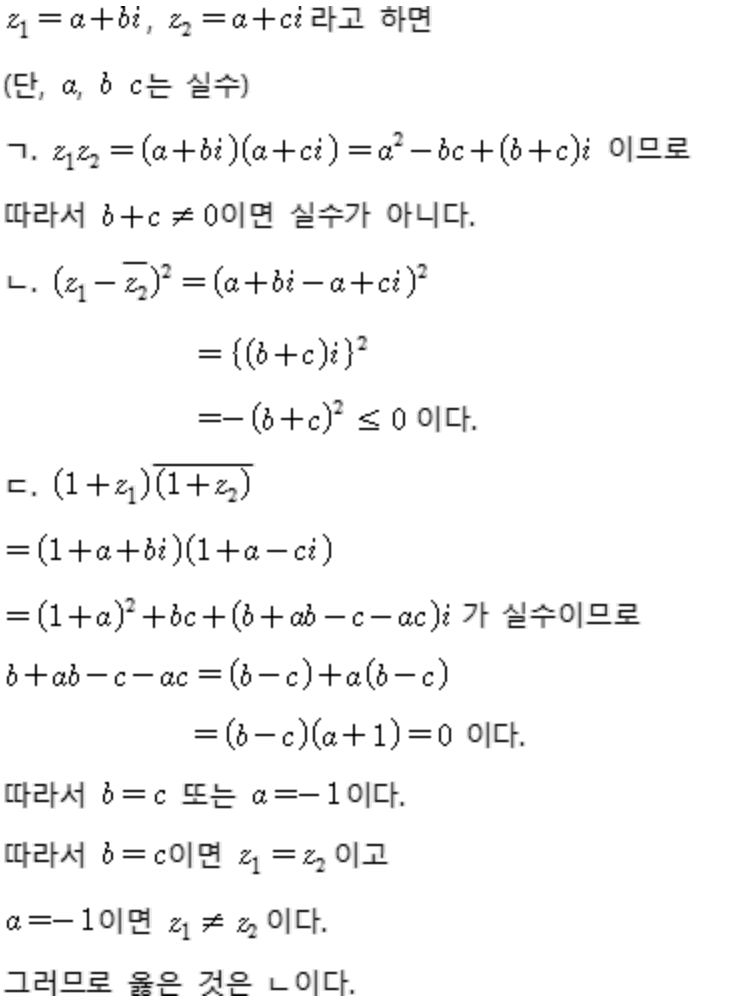 z₁ = a+bi, z₂ = a+ci 라고 하면
(단, a, b c는 실수)
ㄱ. z₁z₂ = (a+bi)(a+ci) = a²−bc+(b+c)i 이므로
따라서 b+c ≠ 0이면 실수가 아니다.
ㄴ. (z₁−z̅₂)² = (a+bi−a+ci)²
= {(b+c)i}²
=−(b+c)² ≤ 0 이다.
ㄷ. (1+z₁)\overline{(1+z₂)}
=(1+a+bi)(1+a−ci)
=(1+a)²+bc+(b+ab−c−ac)i 가 실수이므로
b+ab−c−ac = (b−c)+a(b−c)
=(b−c)(a+1)=0 이다.
따라서 b=c 또는 a=−1이다.
따라서 b=c이면 z₁=z₂이고
a=−1이면 z₁≠z₂이다.
그러므로 옳은 것은 ㄴ이다.